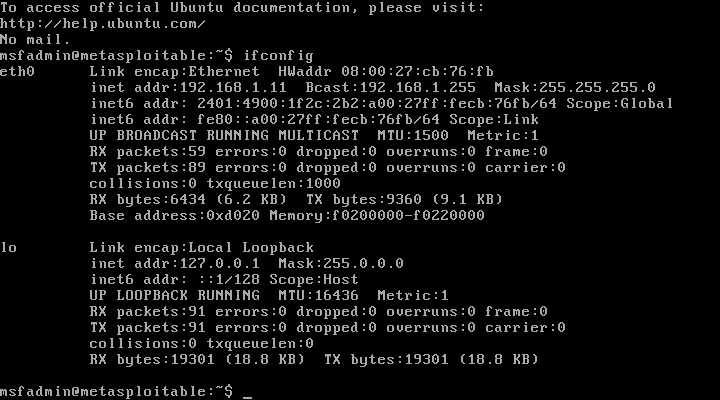 To access official Ubuntu documentation, please visit:
http://help.ubuntu.com/
No mail.
msfadmin@metasploitable:~$ ifconfig
eth0      Link encap:Ethernet  HWaddr 08:00:27:cb:76:fb
          inet addr:192.168.1.11  Bcast:192.168.1.255  Mask:255.255.255.0
          inet6 addr: 2401:4900:1f2c:2b2:a00:27ff:fecb:76fb/64 Scope:Global
          inet6 addr: fe80::a00:27ff:fecb:76fb/64 Scope:Link
          UP BROADCAST RUNNING MULTICAST  MTU:1500  Metric:1
          RX packets:59 errors:0 dropped:0 overruns:0 frame:0
          TX packets:89 errors:0 dropped:0 overruns:0 carrier:0
          collisions:0 txqueuelen:1000
          RX bytes:6434 (6.2 KB)  TX bytes:9360 (9.1 KB)
          Base address:0xd020 Memory:f0200000-f0220000

lo        Link encap:Local Loopback
          inet addr:127.0.0.1  Mask:255.0.0.0
          inet6 addr: ::1/128 Scope:Host
          UP LOOPBACK RUNNING  MTU:16436  Metric:1
          RX packets:91 errors:0 dropped:0 overruns:0 frame:0
          TX packets:91 errors:0 dropped:0 overruns:0 carrier:0
          collisions:0 txqueuelen:0
          RX bytes:19301 (18.8 KB)  TX bytes:19301 (18.8 KB)

msfadmin@metasploitable:~$ _